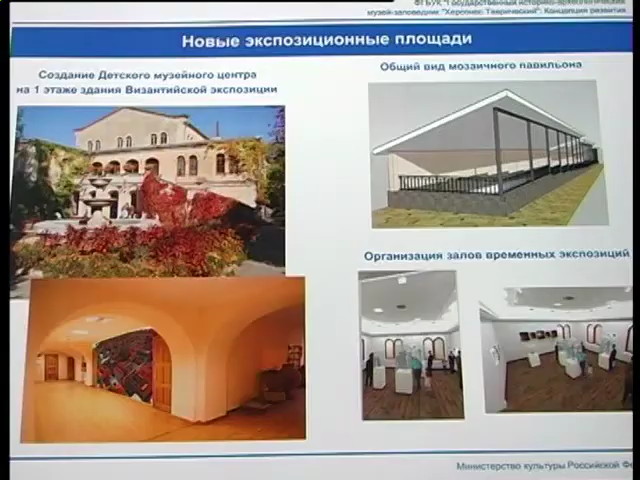 ФГБУК "Государственный историко-археологический
музей-заповедник "Херсонес Таврический". Концепция развития
Новые экспозиционные площади
Создание Детского музейного центра
на 1 этаже здания Византийской экспозиции
Общий вид мозаичного павильона
Организация залов временных экспозиций
Министерство культуры Российской Фе